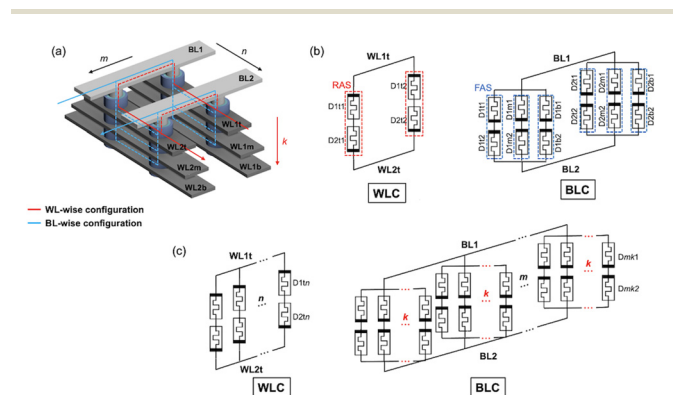 (a)
m
n
BL1
BL2
k
WL1t
WL2t
WL1m
WL2m
WL1b
WL2b
WL-wise configuration
BL-wise configuration
(b)
WL1t
RAS
D1t1
D2t1
D1t2
D2t2
WL2t
WLC
BL1
FAS
D1t1
D1t2
D1m1
D1m2
D1b1
D1b2
D2t1
D2t2
D2m1
D2m2
D2b1
D2b2
BL2
BLC
(c)
WL1t
...
D1tn
n
...
D2tn
WL2t
...
WLC
BL1
...
k
...
k
...
m
...
k
...
Dmk1
Dmk2
BL2
BLC